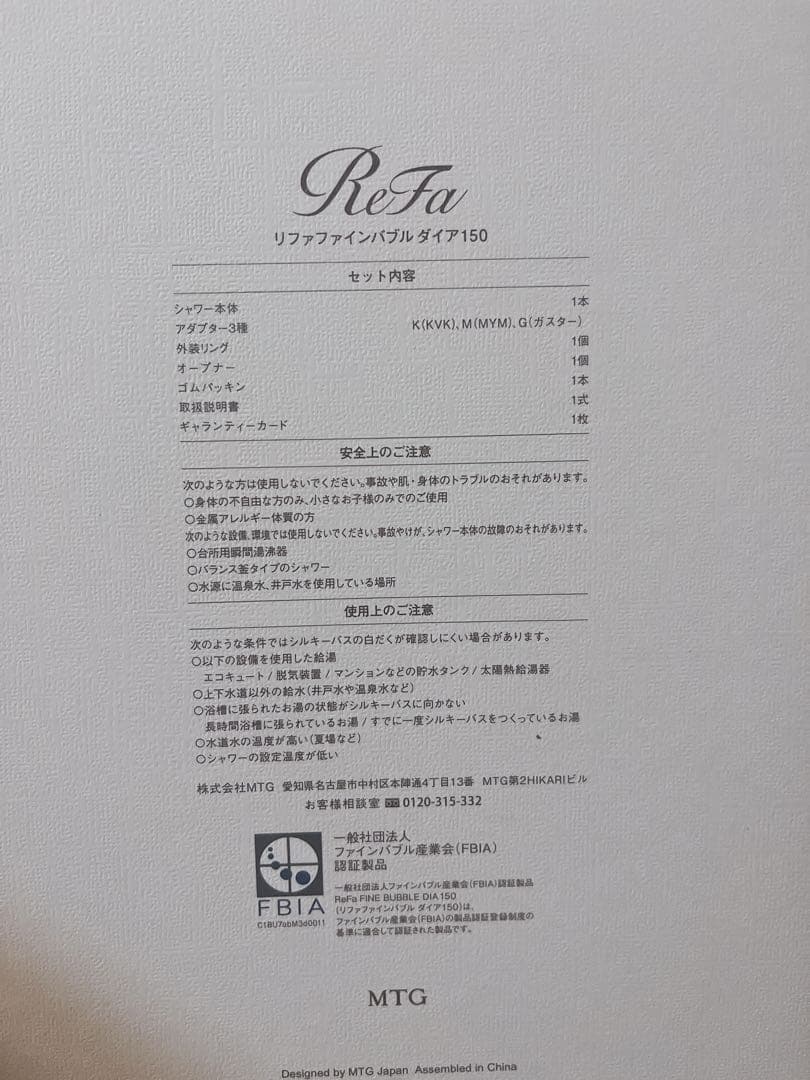 ReFa
リファファインバブル ダイア150
セット内容
シャワー本体 1本
アダプター3種 K(KVK)、M(MYM)、G(ガスター)
外装リング 1個
オープナー 1個
ゴムパッキン 1本
取扱説明書 1式
ギャランティーカード 1枚
安全上のご注意
次のような方は使用しないでください。事故や肌・身体のトラブルのおそれがあります。
○身体の不自由な方のみ、小さなお子様のみでのご使用
○金属アレルギー体質の方
次のような設備、環境では使用しないでください。事故やけが、シャワー本体の故障のおそれがあります。
○台所用瞬間湯沸器
○バランス釜タイプのシャワー
○水源に温泉水、井戸水を使用している場所
使用上のご注意
次のような条件ではシルキーバスの白だくが確認しにくい場合があります。
○以下の設備を使用した給湯
エコキュート / 脱気装置 / マンションなどの貯水タンク / 太陽熱給湯器
○上下水道以外の給水(井戸水や温泉水など)
○浴槽に張られたお湯の状態がシルキーバスに向かない
長時間浴槽に張られているお湯 / すでに一度シルキーバスをつくっているお湯
○水道水の温度が高い(夏場など)
○シャワーの設定温度が低い
株式会社MTG 愛知県名古屋市中村区本陣通4丁目13番 MTG第2HIKARIビル
お客様相談室 0120-315-332
一般社団法人
ファインバブル産業会(FBIA)
認証製品
一般社団法人ファインバブル産業会(FBIA)認証製品
ReFa FINE BUBBLE DIA150
(リファファインバブル ダイア150)は、
ファインバブル産業会(FBIA)の製品認証登録制度の
基準に適合して認証された製品です。
FBIA
C1BU7abM3d0011
MTG
Designed by MTG Japan Assembled in China